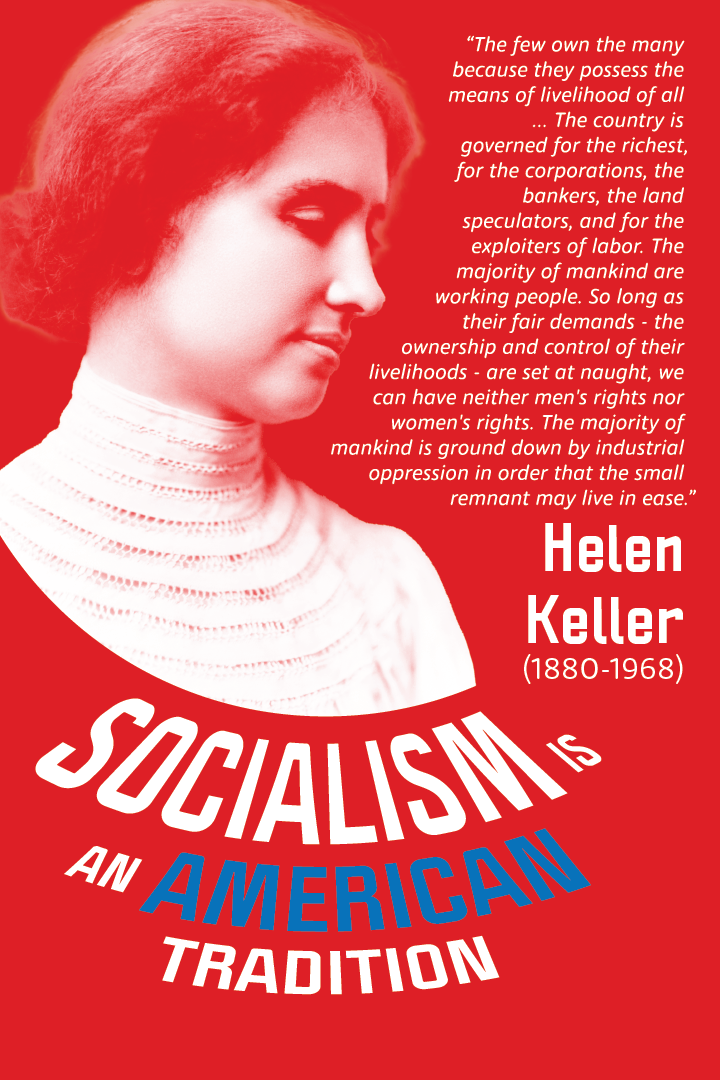 “The few own the many
because they possess the
means of livelihood of all
... The country is
governed for the richest,
for the corporations, the
bankers, the land
speculators, and for the
exploiters of labor. The
majority of mankind are
working people. So long as
their fair demands - the
ownership and control of their
livelihoods - are set at naught, we
can have neither men's rights nor
women's rights. The majority of
mankind is ground down by industrial
oppression in order that the small
remnant may live in ease.”
Helen
Keller
(1880-1968)
SOCIALISM IS
AN AMERICAN
TRADITION